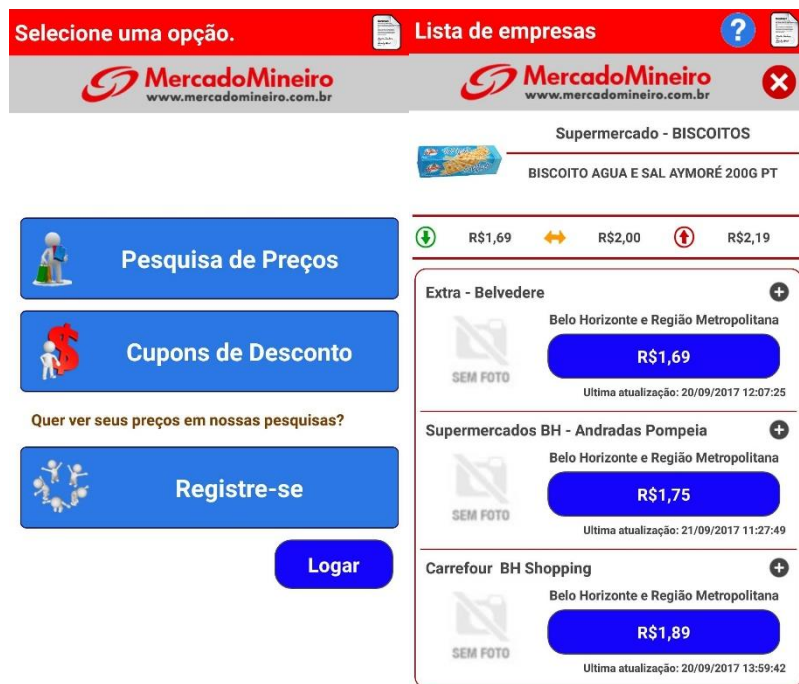 Selecione uma opção.
MercadoMineiro
www.mercadomineiro.com.br
Pesquisa de Preços
Cupons de Desconto
Quer ver seus preços em nossas pesquisas?
Registre-se
Logar
Lista de empresas
?
MercadoMineiro
www.mercadomineiro.com.br
Supermercado - BISCOITOS
BISCOITO AGUA E SAL AYMORÉ 200G PT
R$1,69 R$2,00 R$2,19
Extra - Belvedere
Belo Horizonte e Região Metropolitana
SEM FOTO
R$1,69
Ultima atualização: 20/09/2017 12:07:25
Supermercados BH - Andradas Pompeia
Belo Horizonte e Região Metropolitana
SEM FOTO
R$1,75
Ultima atualização: 21/09/2017 11:27:49
Carrefour BH Shopping
Belo Horizonte e Região Metropolitana
SEM FOTO
R$1,89
Ultima atualização: 20/09/2017 13:59:42